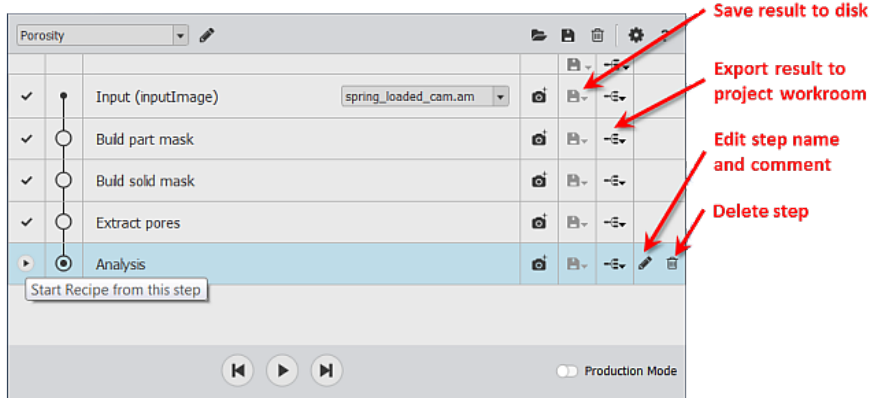 Save result to disk
Porosity
Export result to
project workroom
Input (inputImage) spring_loaded_cam.am
Edit step name
and comment
Build part mask
Build solid mask
Delete step
Extract pores
Analysis
Start Recipe from this step
Production Mode